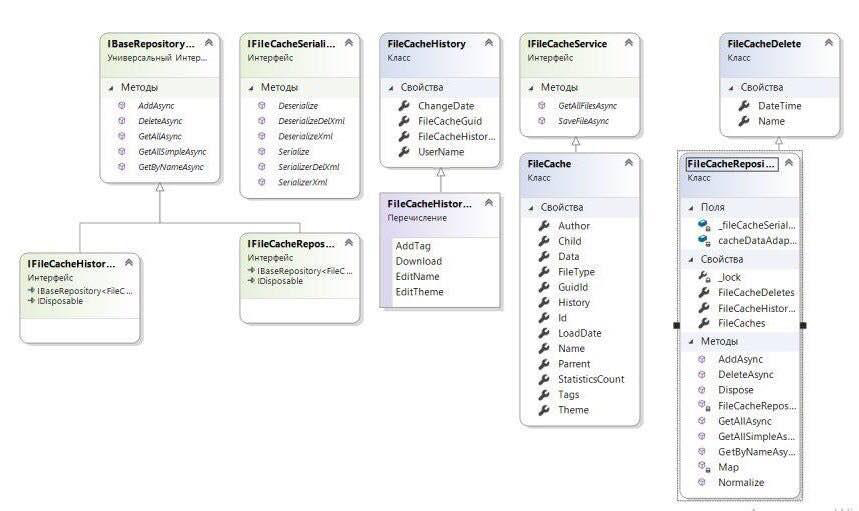 IBaseRepository...
Универсальный Интер...
Методы
AddAsync
DeleteAsync
GetAllAsync
GetAllSimpleAsync
GetByNameAsync
IFileCacheSeriali...
Интерфейс
Методы
Deserialize
DeserializeDelXml
DeserializeXml
Serialize
SerializerDelXml
SerializerXml
FileCacheHistory
Класс
Свойства
ChangeDate
FileCacheGuid
FileCacheHistor...
UserName
IFileCacheService
Интерфейс
Методы
GetAllFilesAsync
SaveFileAsync
FileCacheDelete
Класс
Свойства
DateTime
Name
IFileCacheHistor...
Интерфейс
IBaseRepository<FileC...
IDisposable
IFileCacheRepos...
Интерфейс
IBaseRepository<FileC...
IDisposable
FileCacheHistor...
Перечисление
AddTag
Download
EditName
EditTheme
FileCache
Класс
Свойства
Author
Child
Data
FileType
GuidId
History
Id
LoadDate
Name
Parrent
StatisticsCount
Tags
Theme
FileCacheReposi...
Класс
Поля
_fileCacheSerial...
cacheDataAdap...
Свойства
_lock
FileCacheDeletes
FileCacheHistor...
FileCaches
Методы
AddAsync
DeleteAsync
Dispose
FileCacheRepos...
GetAllAsync
GetAllSimpleAs...
GetByNameAsy...
Map
Normalize